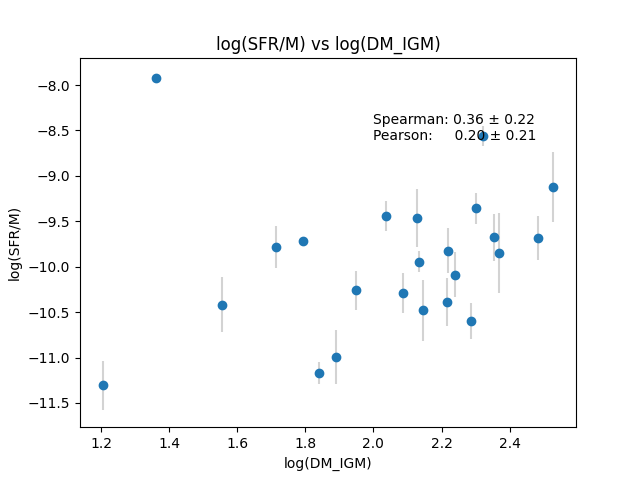 log(SFR/M) vs log(DM_IGM)
Spearman: 0.36 ± 0.22
Pearson: 0.20 ± 0.21
−8.0
−8.5
−9.0
−9.5
−10.0
−10.5
−11.0
−11.5
log(SFR/M)
1.2 1.4 1.6 1.8 2.0 2.2 2.4
log(DM_IGM)